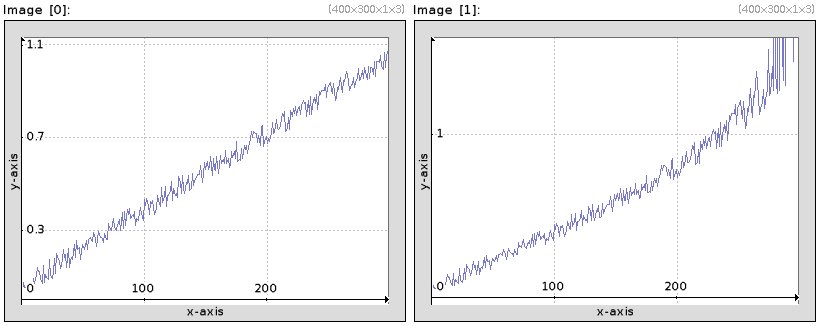 Image [0]:
(400x300x1x3)
1.1
0.7
0.3
0
100
200
y-axis
x-axis
Image [1]:
(400x300x1x3)
1
0
100
200
y-axis
x-axis